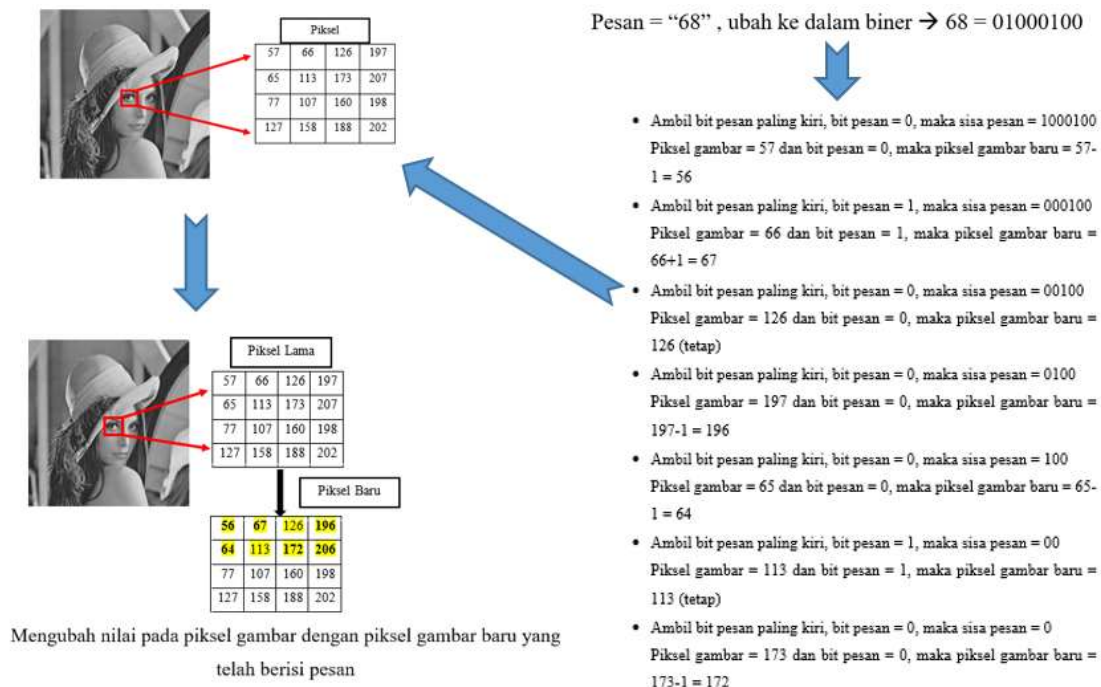 Piksel
57 66 126 197
65 113 173 207
77 107 160 198
127 158 188 202
Piksel Lama
57 66 126 197
65 113 173 207
77 107 160 198
127 158 188 202
Piksel Baru
56 67 126 196
64 113 172 206
77 107 160 198
127 158 188 202
Mengubah nilai pada piksel gambar dengan piksel gambar baru yang
telah berisi pesan
Pesan = “68” , ubah ke dalam biner → 68 = 01000100
• Ambil bit pesan paling kiri, bit pesan = 0, maka sisa pesan = 1000100
Piksel gambar = 57 dan bit pesan = 0, maka piksel gambar baru = 57-
1 = 56
• Ambil bit pesan paling kiri, bit pesan = 1, maka sisa pesan = 000100
Piksel gambar = 66 dan bit pesan = 1, maka piksel gambar baru =
66+1 = 67
• Ambil bit pesan paling kiri, bit pesan = 0, maka sisa pesan = 00100
Piksel gambar = 126 dan bit pesan = 0, maka piksel gambar baru =
126 (tetap)
• Ambil bit pesan paling kiri, bit pesan = 0, maka sisa pesan = 0100
Piksel gambar = 197 dan bit pesan = 0, maka piksel gambar baru =
197-1 = 196
• Ambil bit pesan paling kiri, bit pesan = 0, maka sisa pesan = 100
Piksel gambar = 65 dan bit pesan = 0, maka piksel gambar baru = 65-
1 = 64
• Ambil bit pesan paling kiri, bit pesan = 1, maka sisa pesan = 00
Piksel gambar = 113 dan bit pesan = 1, maka piksel gambar baru =
113 (tetap)
• Ambil bit pesan paling kiri, bit pesan = 0, maka sisa pesan = 0
Piksel gambar = 173 dan bit pesan = 0, maka piksel gambar baru =
173-1 = 172